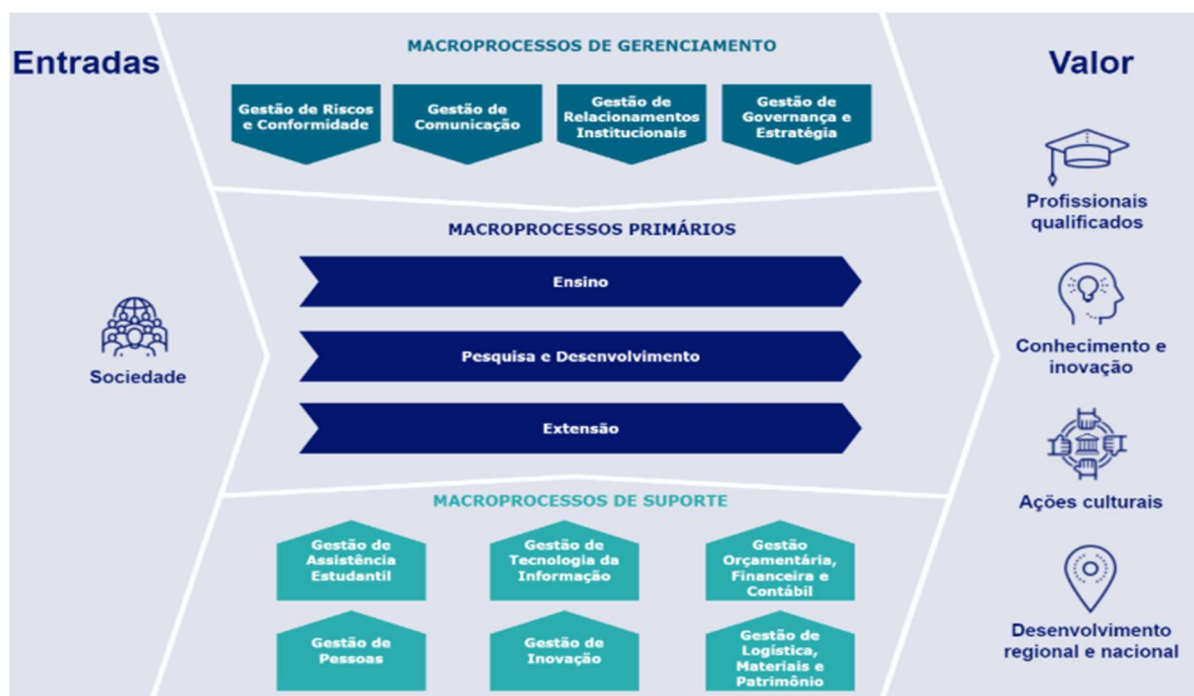 Entradas
Sociedade
MACROPROCESSOS DE GERENCIAMENTO
Gestão de Riscos
e Conformidade
Gestão de
Comunicação
Gestão de
Relacionamentos
Institucionais
Gestão de
Governança e
Estratégia
MACROPROCESSOS PRIMÁRIOS
Ensino
Pesquisa e Desenvolvimento
Extensão
MACROPROCESSOS DE SUPORTE
Gestão de
Assistência
Estudantil
Gestão de
Tecnologia da
Informação
Gestão
Orçamentária,
Financeira e
Contábil
Gestão de
Pessoas
Gestão de
Inovação
Gestão de
Logística,
Materiais e
Patrimônio
Valor
Profissionais
qualificados
Conhecimento e
inovação
Ações culturais
Desenvolvimento
regional e nacional